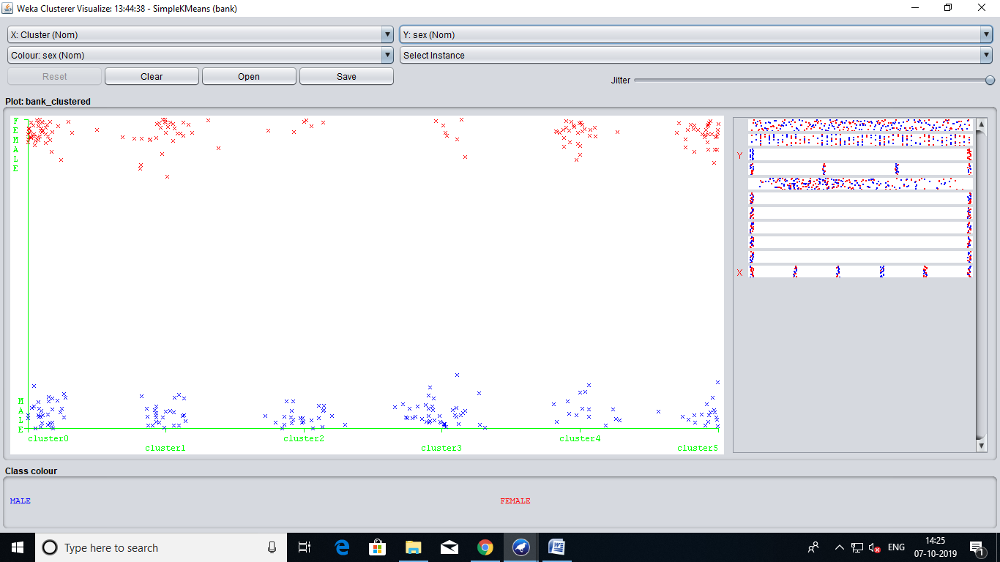 Weka Clusterer Visualize: 13:44:38 - SimpleKMeans (bank)
X: Cluster (Nom) Y: sex (Nom)
Colour: sex (Nom) Select Instance
Reset Clear Open Save Jitter
Plot: bank_clustered
FEMALE
Y
X
MALE
cluster0 cluster2 cluster4
cluster1 cluster3 cluster5
Class colour
MALE FEMALE
Type here to search
ENG
14:25
07-10-2019
1